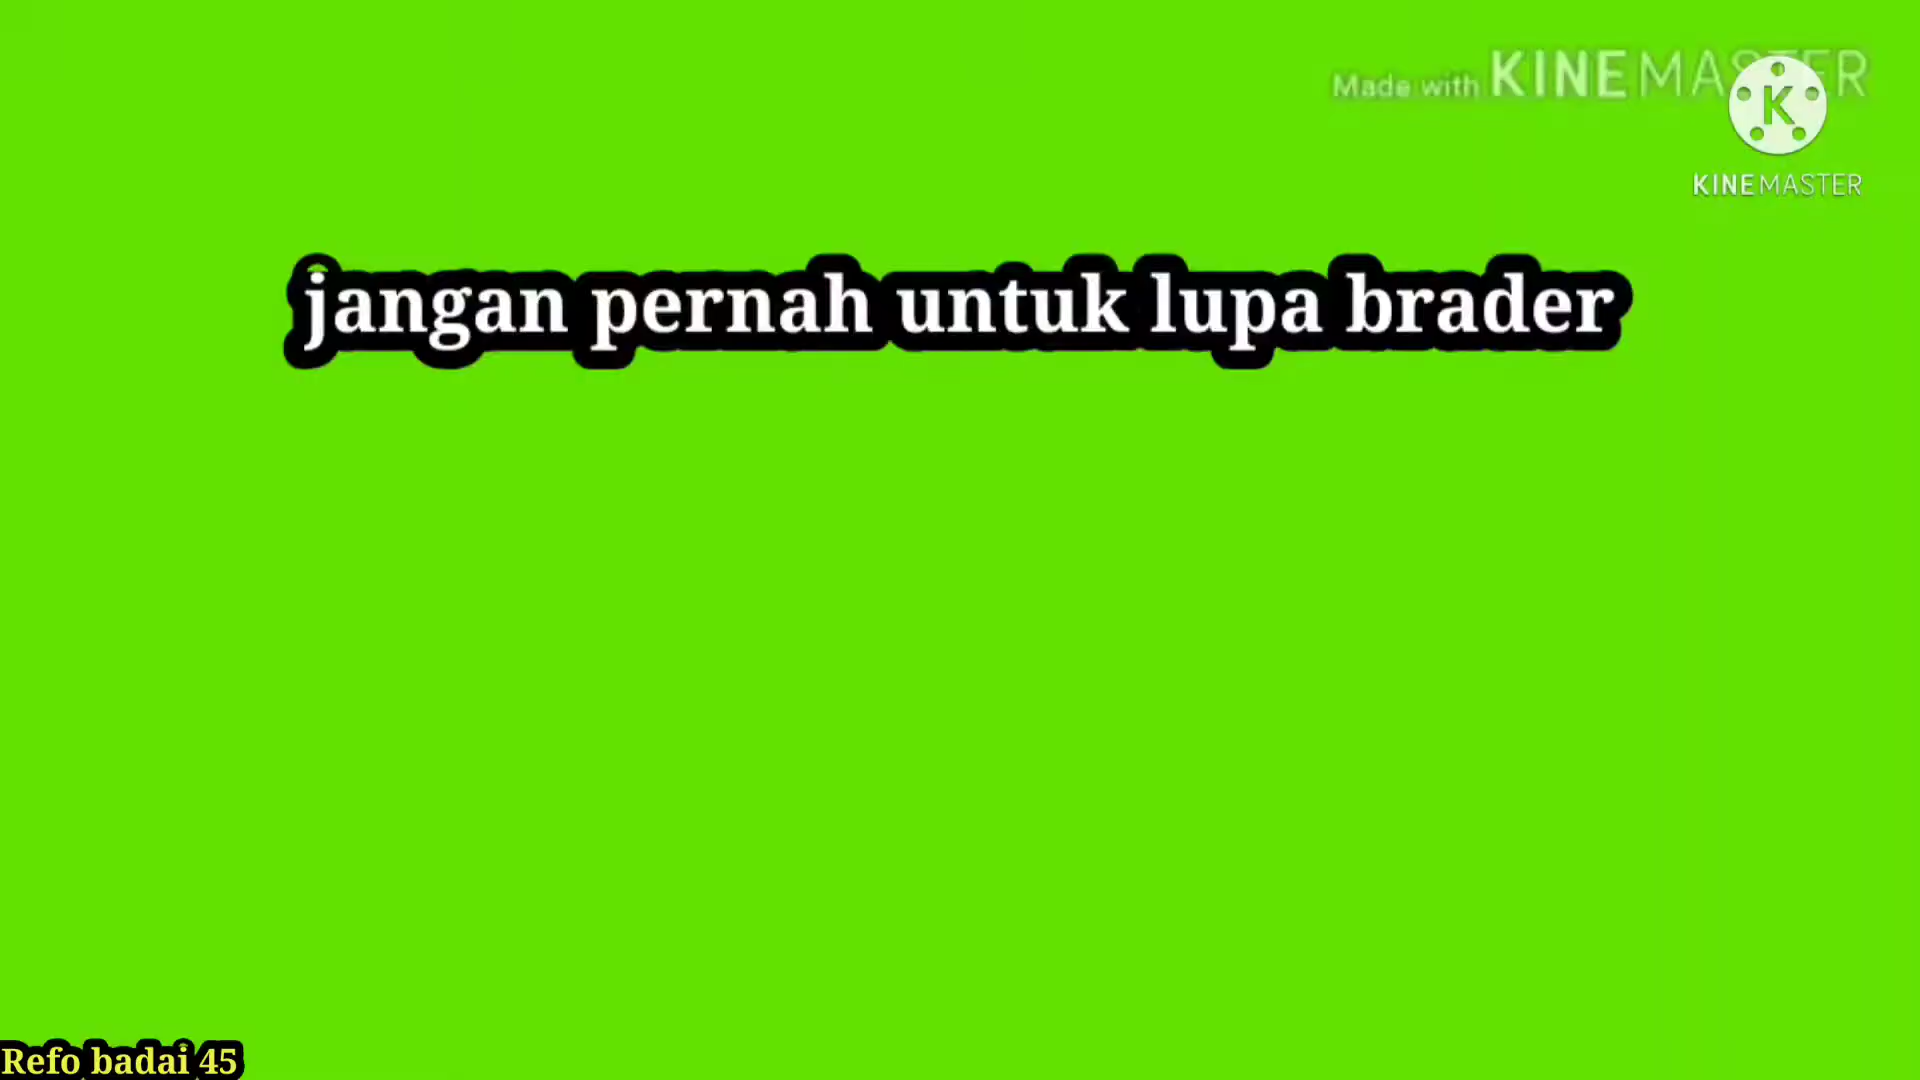 Made with KINEMASTER
K
KINEMASTER
jangan pernah untuk lupa brader
Refo badai 45